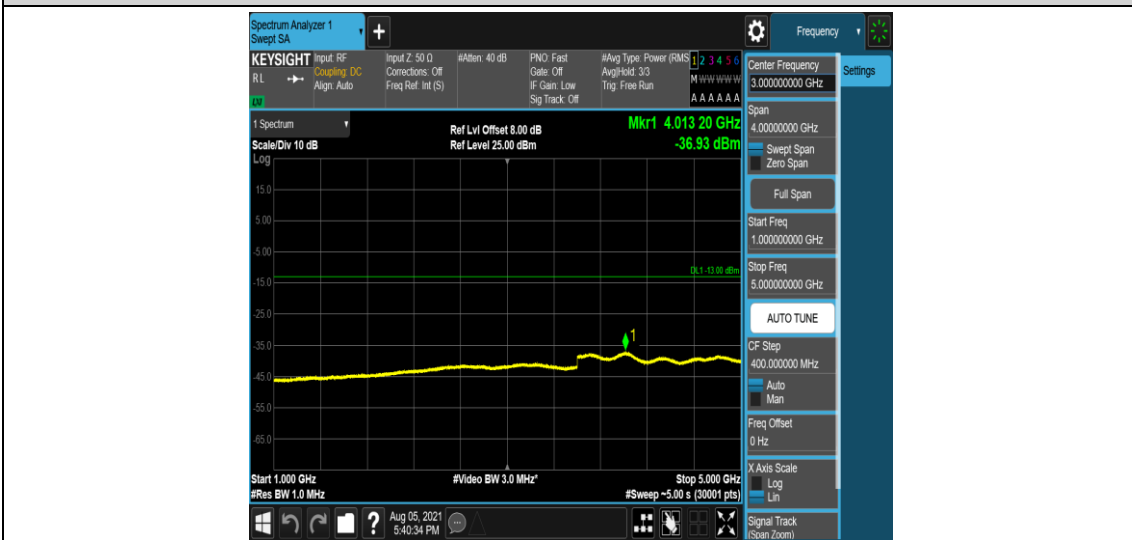 Spectrum Analyzer 1
Swept SA
+
Frequency
KEYSIGHT
RL
LXI
Input: RF
Coupling: DC
Align: Auto
Input Z: 50 Ω
Corrections: Off
Freq Ref: Int (S)
#Atten: 40 dB
PNO: Fast
Gate: Off
IF Gain: Low
Sig Track: Off
#Avg Type: Power (RMS
Avg|Hold: 3/3
Trig: Free Run
1 2 3 4 5 6
M W W W W W
A A A A A A
Center Frequency
3.000000000 GHz
Settings
1 Spectrum
Scale/Div 10 dB
Log
Ref Lvl Offset 8.00 dB
Ref Level 25.00 dBm
Mkr1 4.013 20 GHz
-36.93 dBm
15.0
5.00
-5.00
-15.0
-25.0
-35.0
-45.0
-55.0
-65.0
DL1 -13.00 dBm
1
Start 1.000 GHz
#Res BW 1.0 MHz
#Video BW 3.0 MHz*
Stop 5.000 GHz
#Sweep ~5.00 s (30001 pts)
Span
4.00000000 GHz
Swept Span
Zero Span
Full Span
Start Freq
1.000000000 GHz
Stop Freq
5.000000000 GHz
AUTO TUNE
CF Step
400.000000 MHz
Auto
Man
Freq Offset
0 Hz
X Axis Scale
Log
Lin
Signal Track
(Span Zoom)
?
Aug 05, 2021
5:40:34 PM